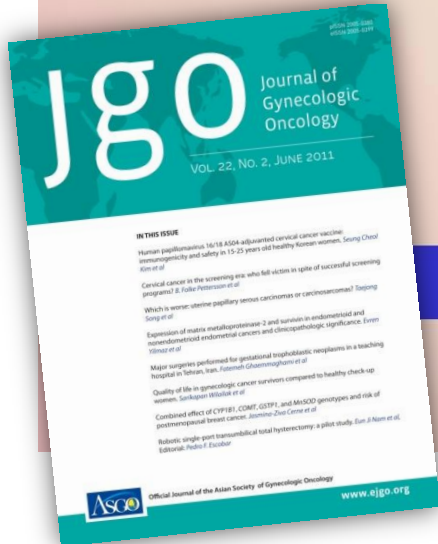 Jgo
Journal of
Gynecologic
Oncology
VOL. 22, NO. 2, JUNE 2011
IN THIS ISSUE
Human papillomavirus 16/18 AS04-adjuvanted cervical cancer vaccine:
immunogenicity and safety in 15-25 years old healthy Korean women. Seung Cheol
Kim et al
Cervical cancer in the screening era: who fell victim in spite of successful screening
programs? B. Folke Pettersson et al
Which is worse: uterine papillary serous carcinomas or carcinosarcomas? Taejong
Song et al
Expression of matrix metalloproteinase-2 and survivin in endometrioid and
nonendometrioid endometrial cancers and clinicopathologic significance. Evren
Yilmaz et al
Major surgeries performed for gestational trophoblastic neoplasms in a teaching
hospital in Tehran, Iran. Fatemeh Ghaemmaghami et al
Quality of life in gynecologic cancer survivors compared to healthy check-up
women. Sarikapan Wilailak et al
Combined effect of CYP1B1, COMT, GSTP1, and MnSOD genotypes and risk of
postmenopausal breast cancer. Jasmina-Ziva Cerne et al
Robotic single-port transumbilical total hysterectomy: a pilot study. Eun Ji Nam et al,
Editorial: Pedro F. Escobar
ASGO
Official Journal of the Asian Society of Gynecologic Oncology
www.ejgo.org